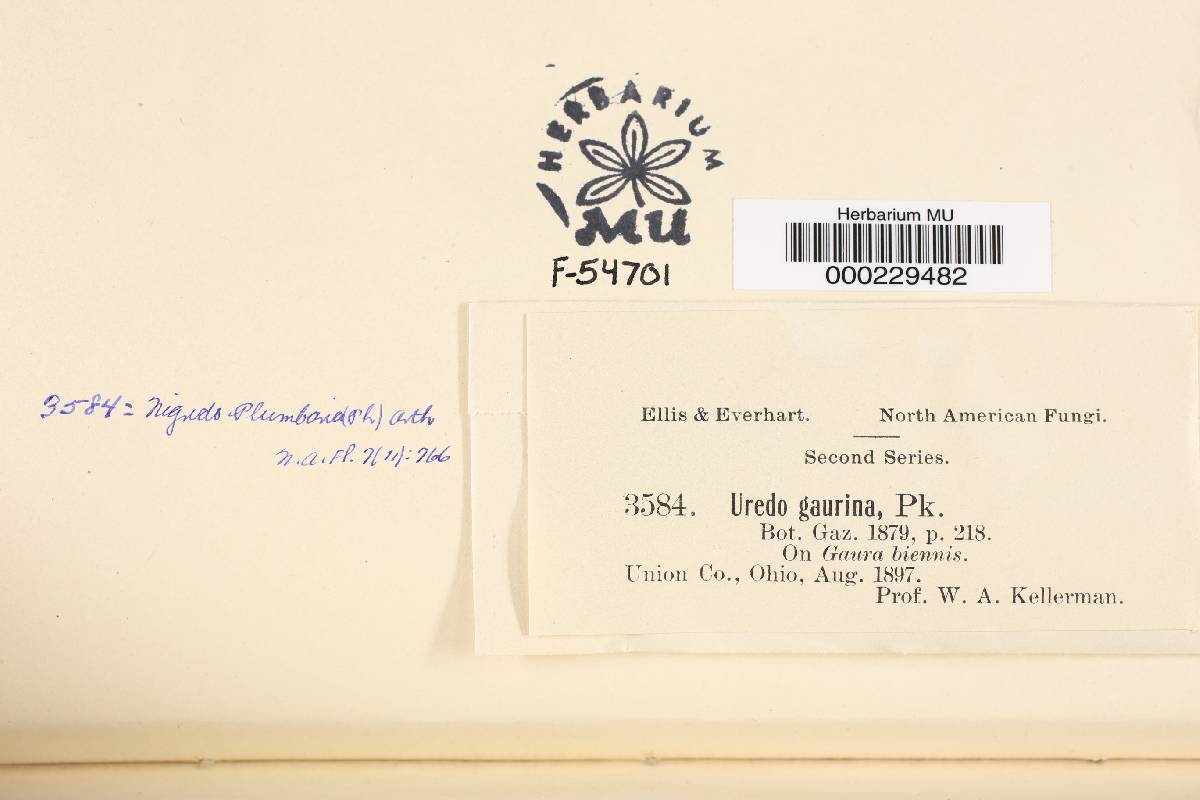 HERBARIUM
MU
F-54701
Herbarium MU
000229482
3584 = Nigredo Plumbaria (Ph) Arth
N.A.Fl. 7(11): 766
Ellis & Everhart. North American Fungi.
Second Series.
3584. Uredo gaurina, Pk.
Bot. Gaz. 1879, p. 218.
On Gaura biennis.
Union Co., Ohio, Aug. 1897.
Prof. W. A. Kellerman.